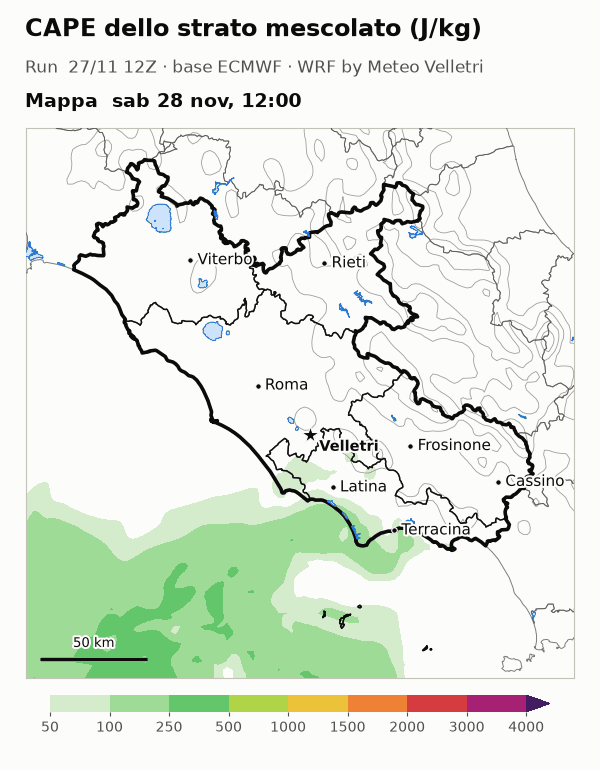 CAPE dello strato mescolato (J/kg)
Run  27/11 12Z · base ECMWF · WRF by Meteo Velletri
Mappa  sab 28 nov, 12:00
Viterbo
Rieti
Roma
Velletri
Frosinone
Cassino
Latina
Terracina
50 km
50 100 250 500 1000 1500 2000 3000 4000